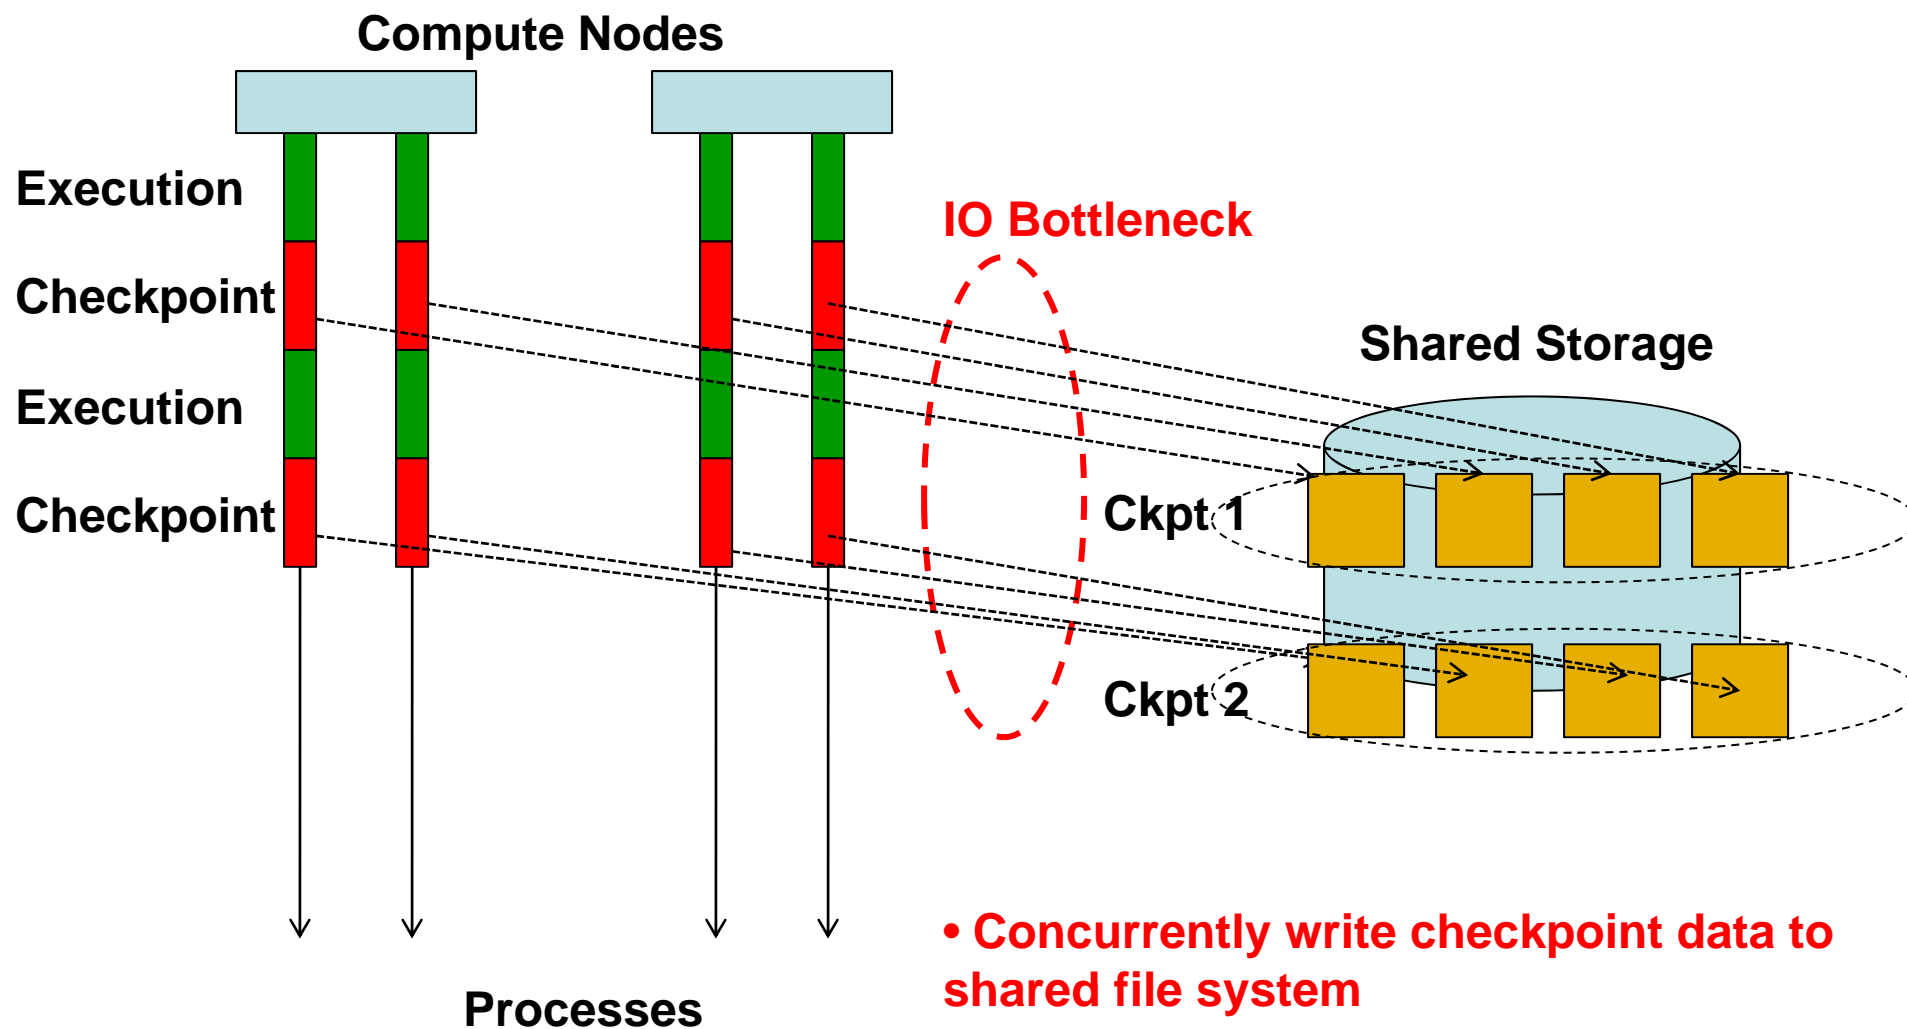 Compute Nodes
Execution
IO Bottleneck
Checkpoint
Shared Storage
Execution
Checkpoint
Ckpt 1
Ckpt 2
• Concurrently write checkpoint data to
shared file system
Processes